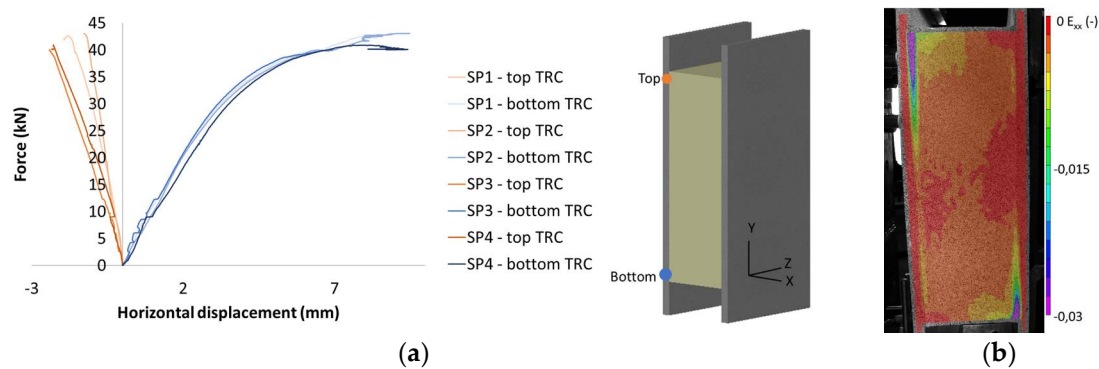 45
40
35
30
25
20
15
10
5
0
Force (kN)
-3
2
7
Horizontal displacement (mm)
SP1 - top TRC
SP1 - bottom TRC
SP2 - top TRC
SP2 - bottom TRC
SP3 - top TRC
SP3 - bottom TRC
SP4 - top TRC
SP4 - bottom TRC
Top
Bottom
Y
Z
X
(a)
0 Exx (-)
-0,015
-0,03
(b)